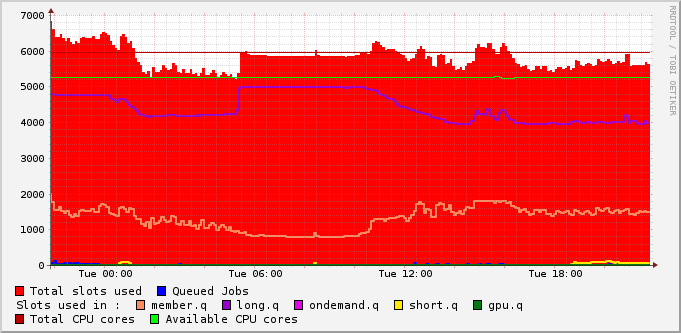 RRDTOOL / TOBI OETIKER
7000
6000
5000
4000
3000
2000
1000
0
Tue 00:00 Tue 06:00 Tue 12:00 Tue 18:00
Total slots used Queued Jobs
Slots used in : member.q long.q ondemand.q short.q gpu.q
Total CPU cores Available CPU cores